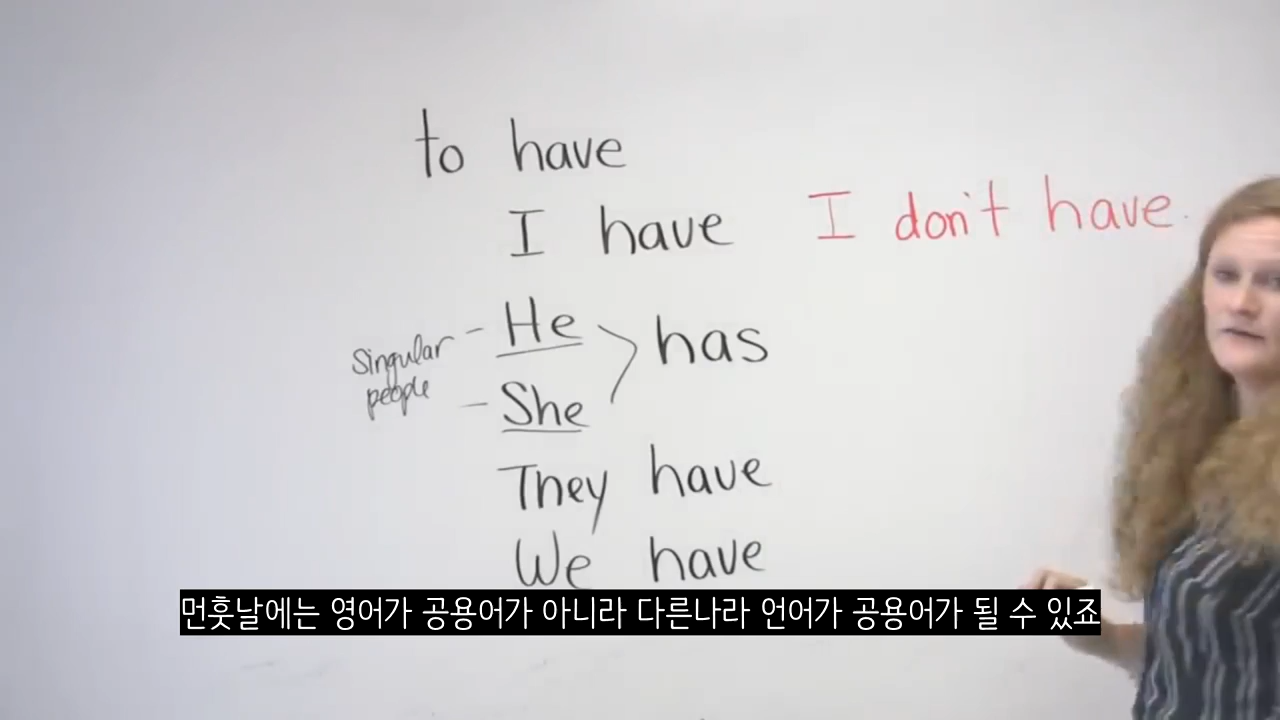 to have
I have I don't have
Singular
people
He
She
has
They have
We have
먼훗날에는 영어가 공용어가 아니라 다른나라 언어가 공용어가 될 수 있죠